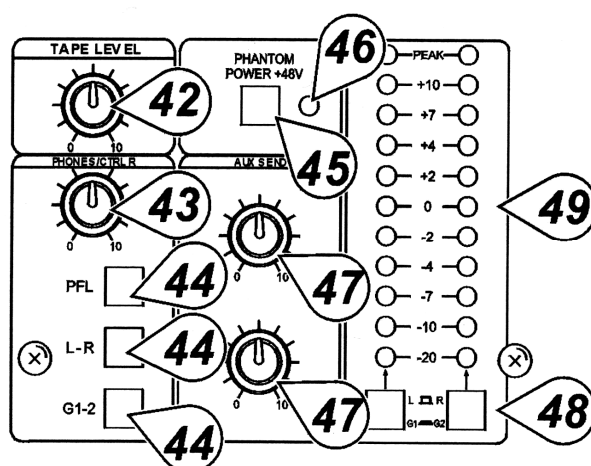 TAPE LEVEL
42
0 10
PHANTOM
POWER +48V
46
45
PEAK
+10
+7
+4
+2
0
-2
-4
-7
-10
-20
49
PHONES/CTRL R
43
0 10
AUX SEND
47
0 10
PFL
44
L-R
44
G1-2
44
47
0 10
L R
G1 G2
48